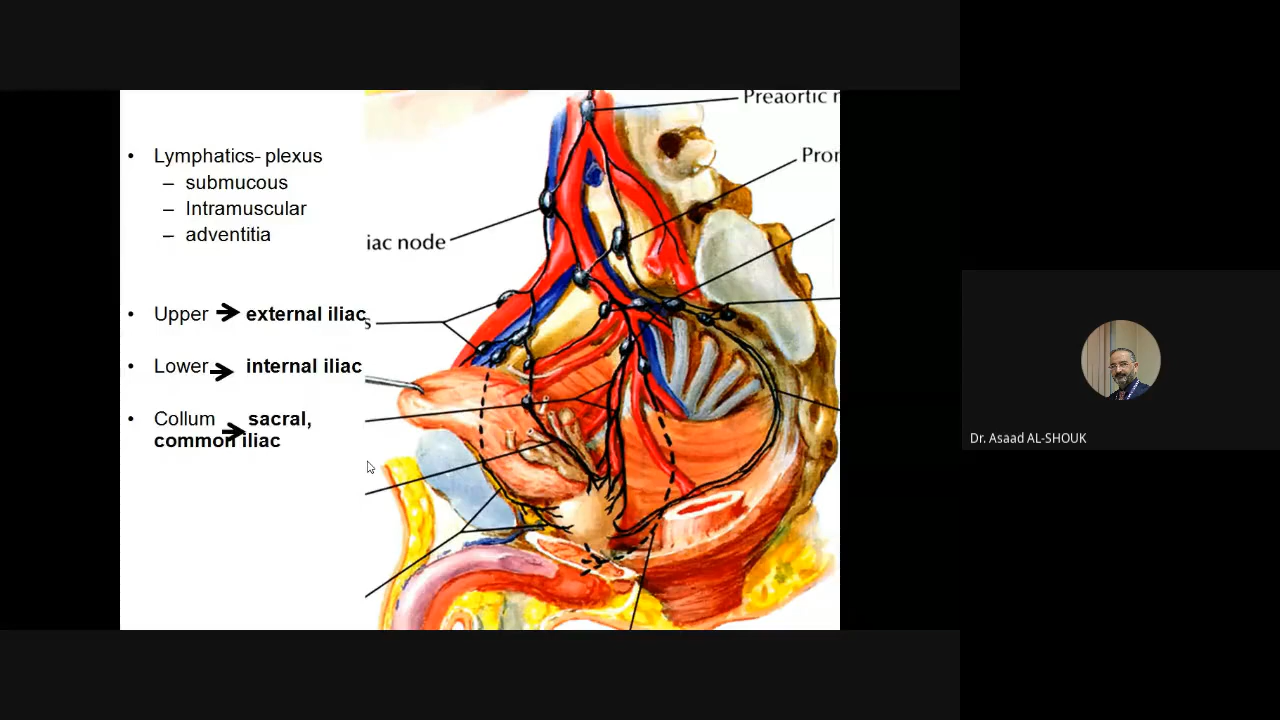 • Lymphatics- plexus
– submucous
– Intramuscular
– adventitia
• Upper → external iliac
• Lower → internal iliac
• Collum → sacral,
common iliac
Preaortic
iac node
s
Dr. Asaad AL-SHOUK